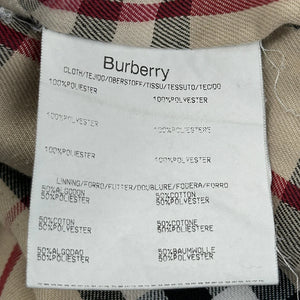 Burberry
CLOTH/TEJIDO/OBERSTOFF/TISSU/TESSUTO/TECIDO
100%POLYESTER 100%POLYESTER
100%POLYESTER 100%POLIESTERE
100%POLIESTER 100%POLYESTER
LINNING/FORRO/FUTTER/DOUBLURE/FODERA/FORRO
50%ALGODON 50%COTTON
50%POLIESTER 50%POLYESTER
50%COTON 50%COTONE
50%POLYESTER 50%POLIESTERE
50%ALGODAO 50%BAUMWOLLE
50%POLIESTER 50%POLYESTER